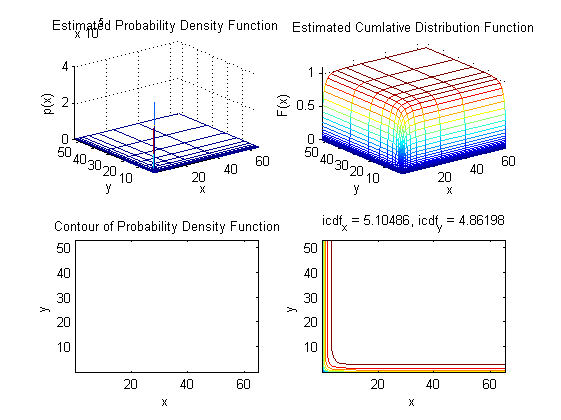 Estimated Probability Density Function
x 10^5
4
2
0
p(x)
50
40
30
20
10
y
20
40
60
x
Estimated Cumlative Distribution Function
1
0.5
0
F(x)
50
40
30
20
10
y
20
40
60
x
Contour of Probability Density Function
50
40
30
20
10
y
20
40
60
x
icdf_x = 5.10486, icdf_y = 4.86198
50
40
30
20
10
y
20
40
60
x